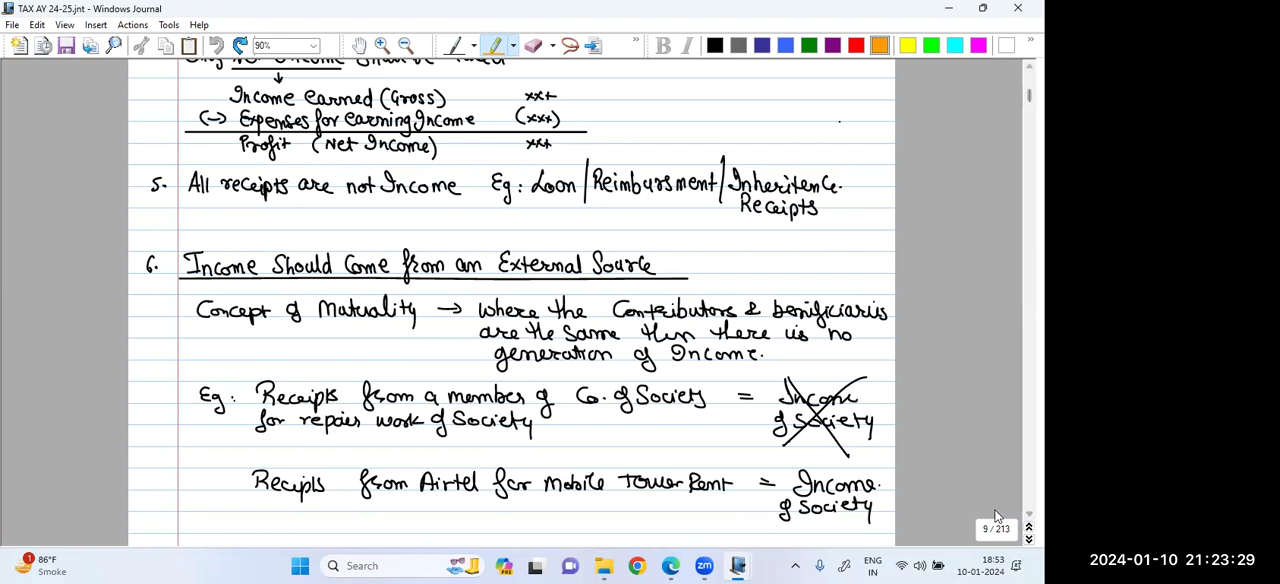 TAX AY 24-25.jnt - Windows Journal
File Edit View Insert Actions Tools Help
90%
B I
Income earned (Gross) xxx
(-) Expenses for earning Income (xxx)
Profit (Net Income) xxx
5. All receipts are not Income Eg: Loan / Reimbursment / Inheritence
Receipts
6. Income Should Come from an External Source
Concept of Mutuality → where the Contributors & benificiaris
are the same then there is no
generation of Income.
Eg: Receipts from a member of Co. of Society = Income
for repair work of Society of Society
Recipts from Airtel for Mobile Tower Rent = Income
of Society
9 / 213
1 86°F
Smoke
Search
ENG
IN
18:53
10-01-2024
2024-01-10 21:23:29